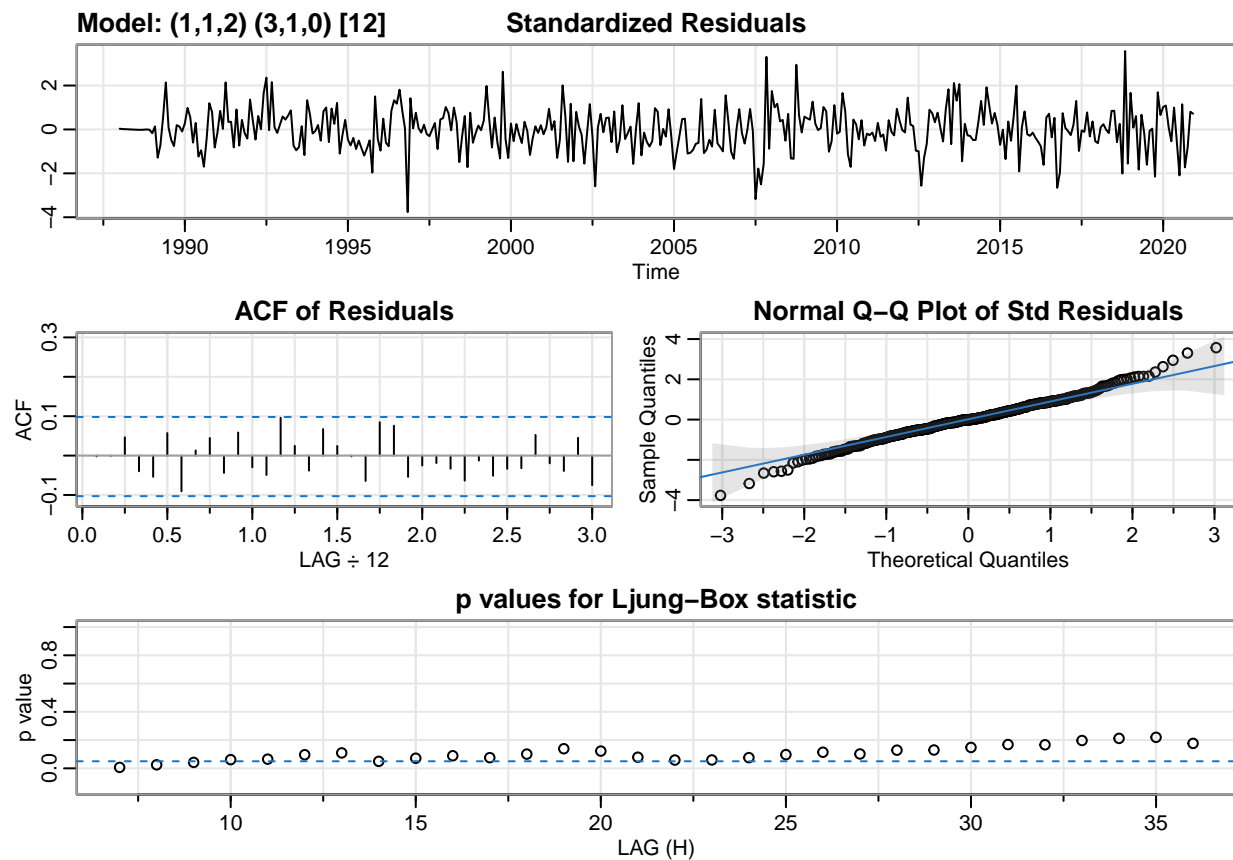 Model: (1,1,2) (3,1,0) [12] Standardized Residuals
2
0
−2
−4
1990 1995 2000 2005 2010 2015 2020
Time
ACF of Residuals
ACF
0.3
0.1
−0.1
0.0 0.5 1.0 1.5 2.0 2.5 3.0
LAG ÷ 12
Normal Q−Q Plot of Std Residuals
Sample Quantiles
4
2
0
−4
−3 −2 −1 0 1 2 3
Theoretical Quantiles
p values for Ljung−Box statistic
p value
0.8
0.4
0.0
10 15 20 25 30 35
LAG (H)